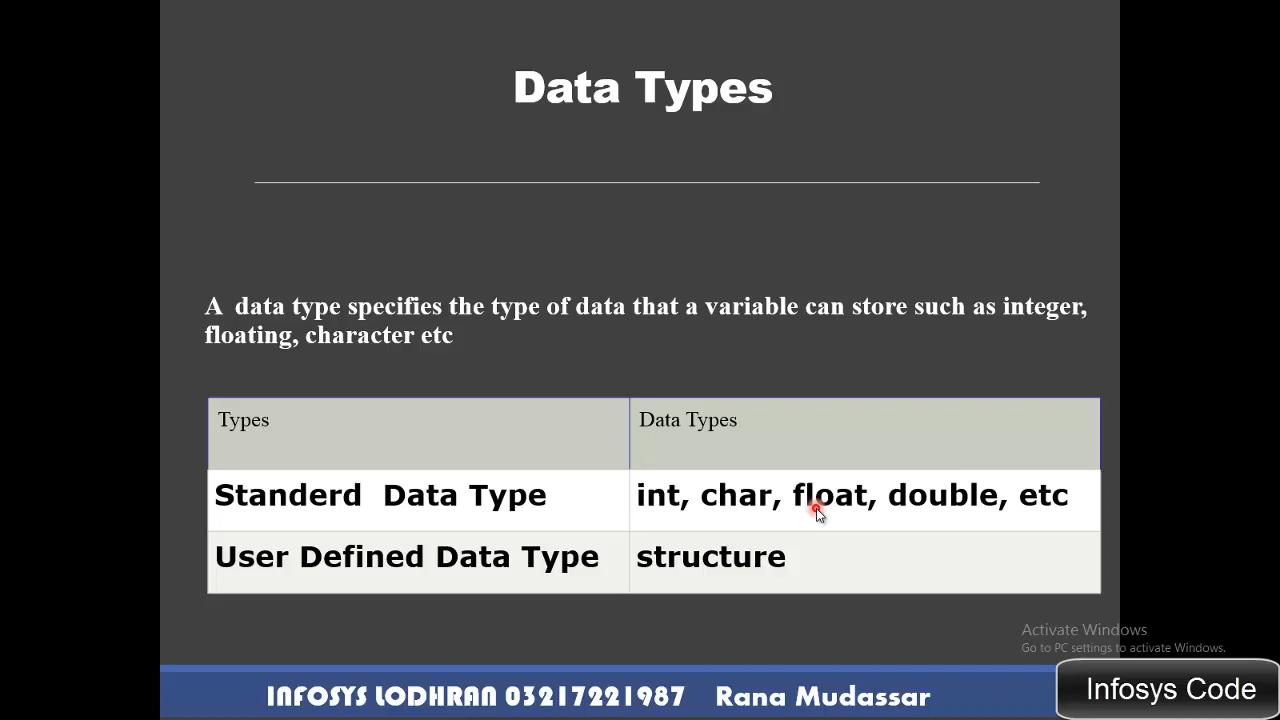 Data Types
A data type specifies the type of data that a variable can store such as integer,
floating, character etc
Types
Data Types
Standerd Data Type
int, char, float, double, etc
User Defined Data Type
structure
Activate Windows
Go to PC settings to activate Windows.
INFOSYS LODHRAN 03217221987 Rana Mudassar
Infosys Code